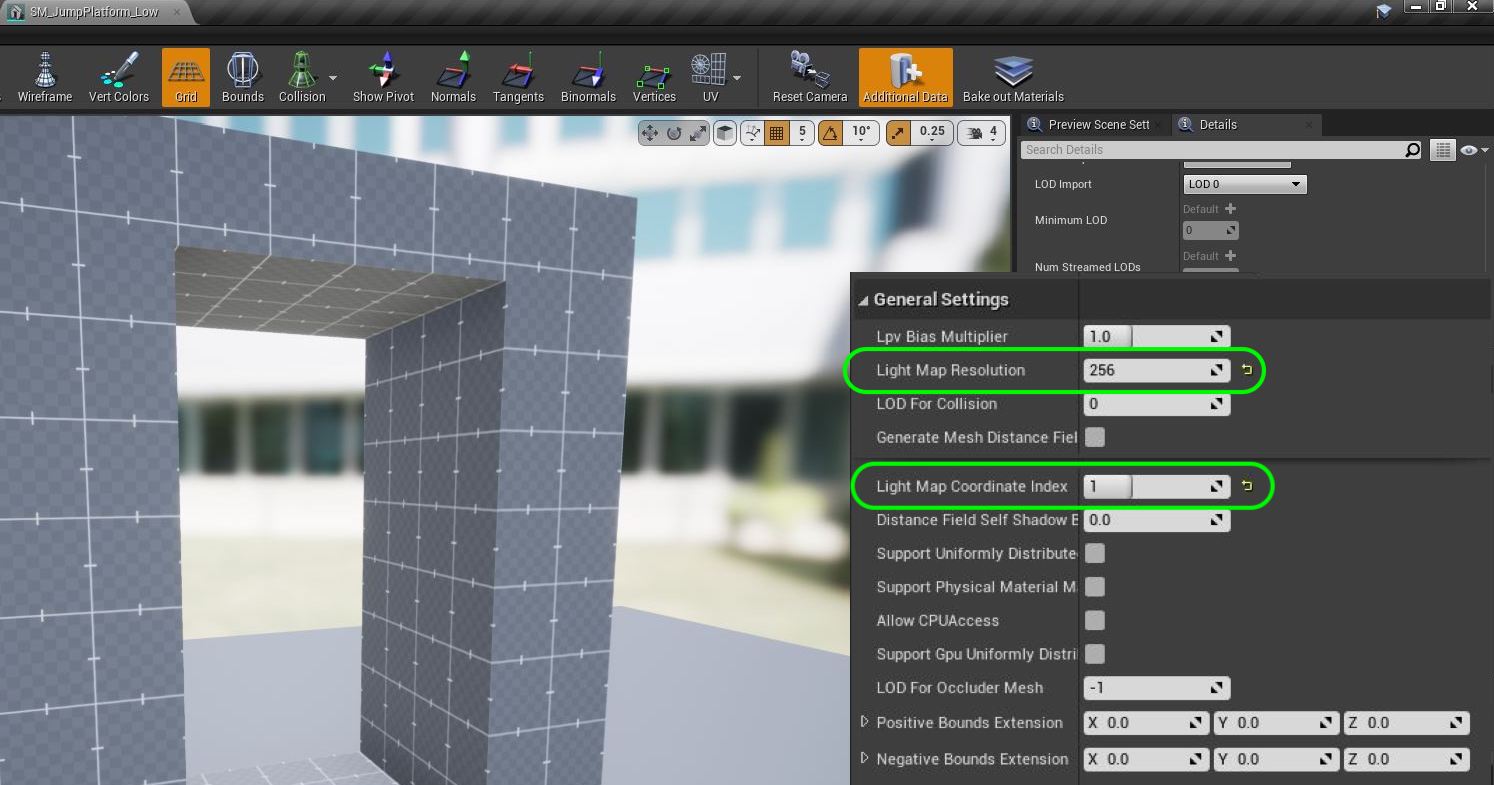 SM_JumpPlatform_Low
Wireframe
Vert Colors
Grid
Bounds
Collision
Show Pivot
Normals
Tangents
Binormals
Vertices
UV
Reset Camera
Additional Data
Bake out Materials
5
10°
0.25
4
Preview Scene Sett
Details
Search Details
LOD Import LOD 0
Default
Minimum LOD 0
Default
Num Streamed LODs
General Settings
Lpv Bias Multiplier 1.0
Light Map Resolution 256
LOD For Collision 0
Generate Mesh Distance Fiel
Light Map Coordinate Index 1
Distance Field Self Shadow B 0.0
Support Uniformly Distribute
Support Physical Material M
Allow CPUAccess
Support Gpu Uniformly Distri
LOD For Occluder Mesh -1
Positive Bounds Extension X 0.0 Y 0.0 Z 0.0
Negative Bounds Extension X 0.0 Y 0.0 Z 0.0